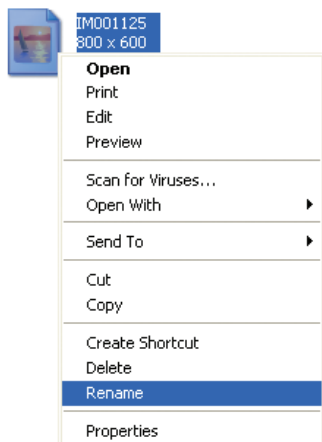 IM001125
800 x 600
Open
Print
Edit
Preview
Scan for Viruses...
Open With
Send To
Cut
Copy
Create Shortcut
Delete
Rename
Properties